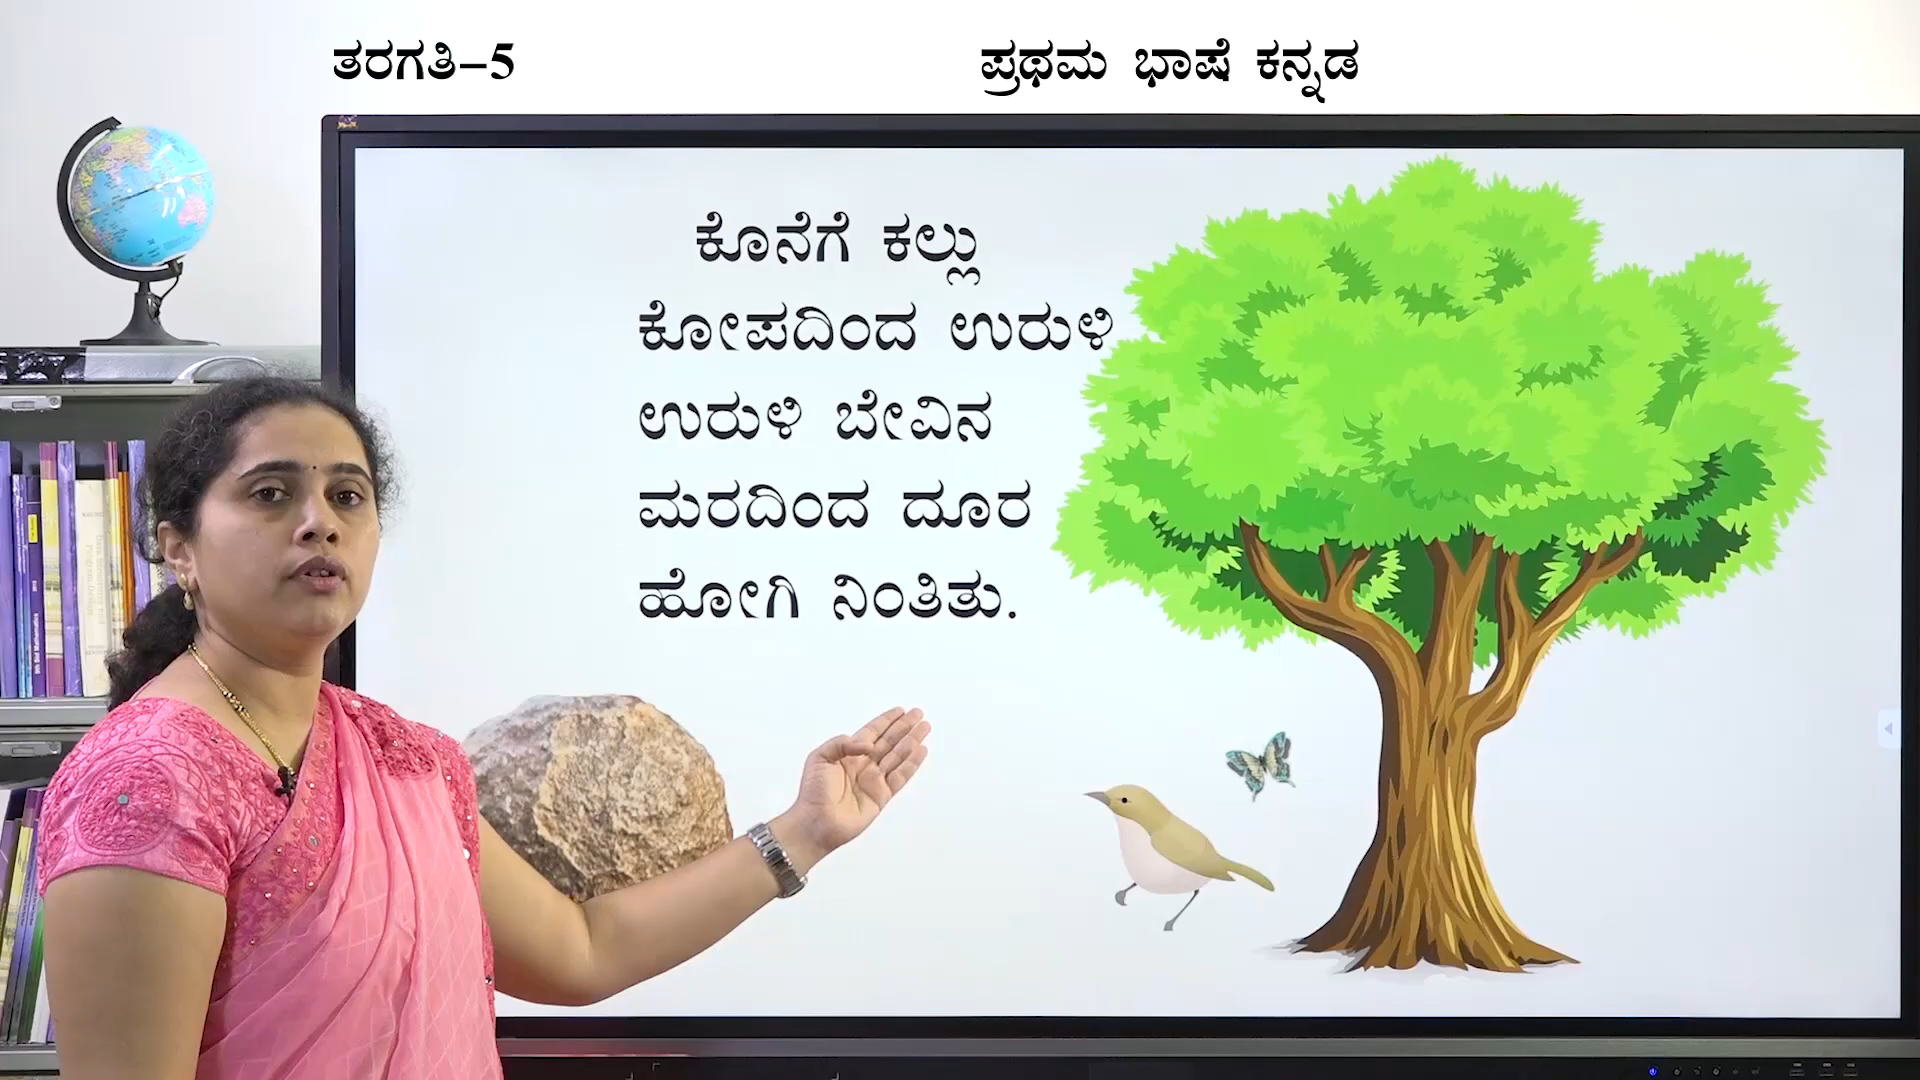 ತರಗತಿ–5
ಪ್ರಥಮ ಭಾಷೆ ಕನ್ನಡ
ಕೊನೆಗೆ ಕಲ್ಲು
ಕೋಪದಿಂದ ಉರುಳಿ
ಉರುಳಿ ಬೇವಿನ
ಮರದಿಂದ ದೂರ
ಹೋಗಿ ನಿಂತಿತು.